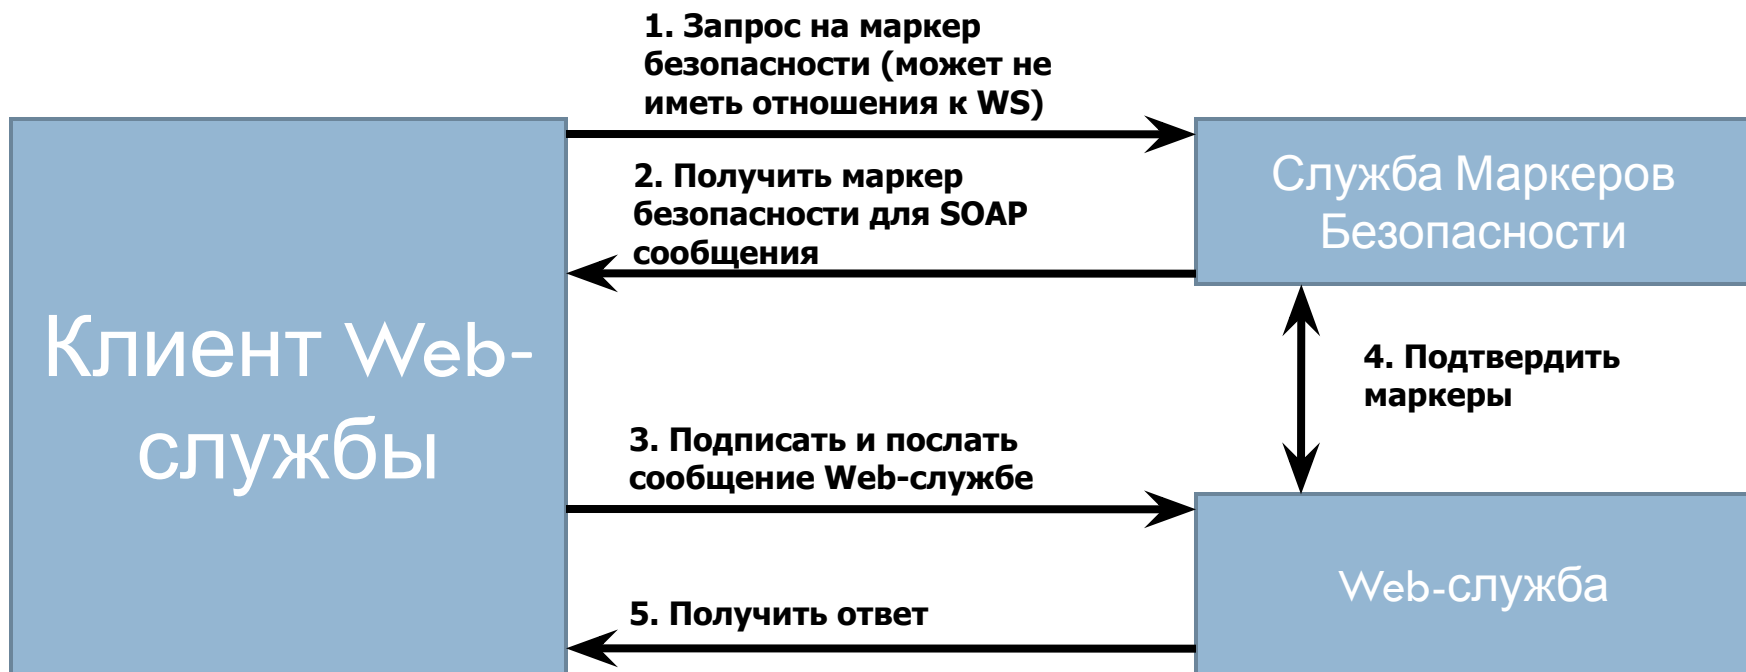 1. Запрос на маркер
безопасности (может не
иметь отношения к WS)
Служба Маркеров
Безопасности
2. Получить маркер
безопасности для SOAP
сообщения
Клиент Web-
службы
4. Подтвердить
маркеры
3. Подписать и послать
сообщение Web-службе
Web-служба
5. Получить ответ